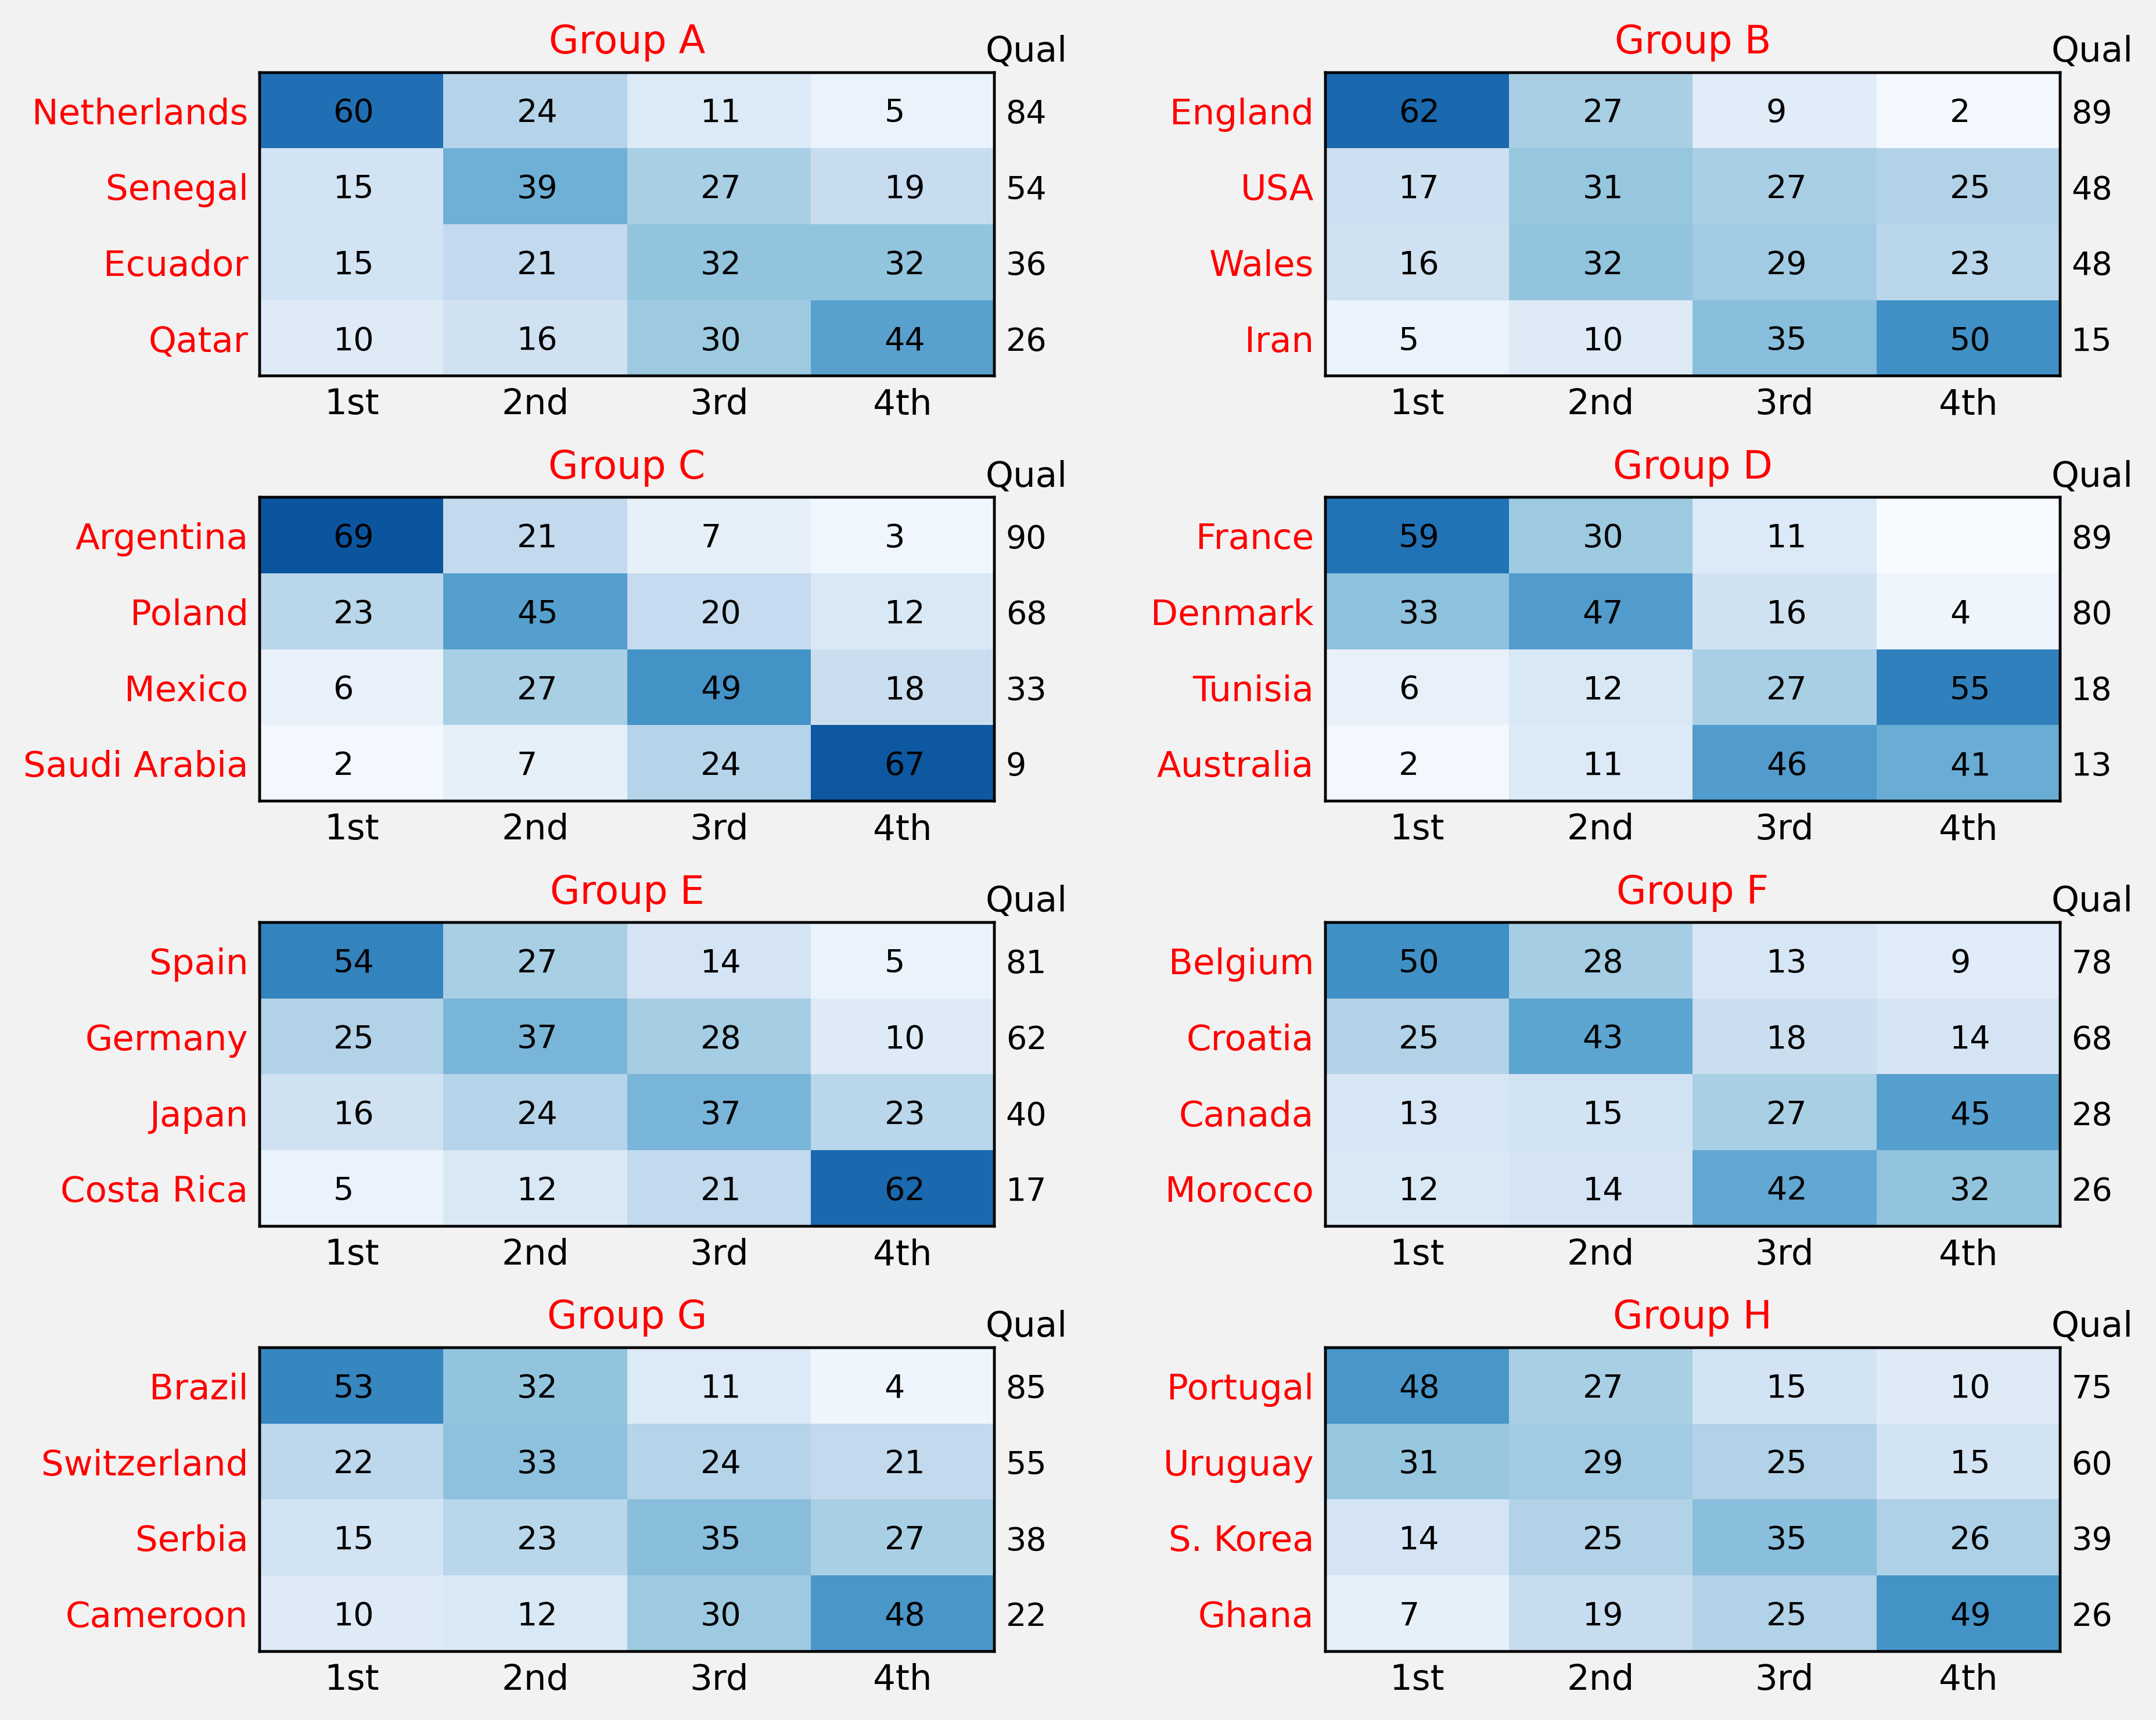 Group A
Qual
Netherlands 60 24 11 5 84
Senegal 15 39 27 19 54
Ecuador 15 21 32 32 36
Qatar 10 16 30 44 26
1st 2nd 3rd 4th
Group B
Qual
England 62 27 9 2 89
USA 17 31 27 25 48
Wales 16 32 29 23 48
Iran 5 10 35 50 15
1st 2nd 3rd 4th
Group C
Qual
Argentina 69 21 7 3 90
Poland 23 45 20 12 68
Mexico 6 27 49 18 33
Saudi Arabia 2 7 24 67 9
1st 2nd 3rd 4th
Group D
Qual
France 59 30 11 89
Denmark 33 47 16 4 80
Tunisia 6 12 27 55 18
Australia 2 11 46 41 13
1st 2nd 3rd 4th
Group E
Qual
Spain 54 27 14 5 81
Germany 25 37 28 10 62
Japan 16 24 37 23 40
Costa Rica 5 12 21 62 17
1st 2nd 3rd 4th
Group F
Qual
Belgium 50 28 13 9 78
Croatia 25 43 18 14 68
Canada 13 15 27 45 28
Morocco 12 14 42 32 26
1st 2nd 3rd 4th
Group G
Qual
Brazil 53 32 11 4 85
Switzerland 22 33 24 21 55
Serbia 15 23 35 27 38
Cameroon 10 12 30 48 22
1st 2nd 3rd 4th
Group H
Qual
Portugal 48 27 15 10 75
Uruguay 31 29 25 15 60
S. Korea 14 25 35 26 39
Ghana 7 19 25 49 26
1st 2nd 3rd 4th